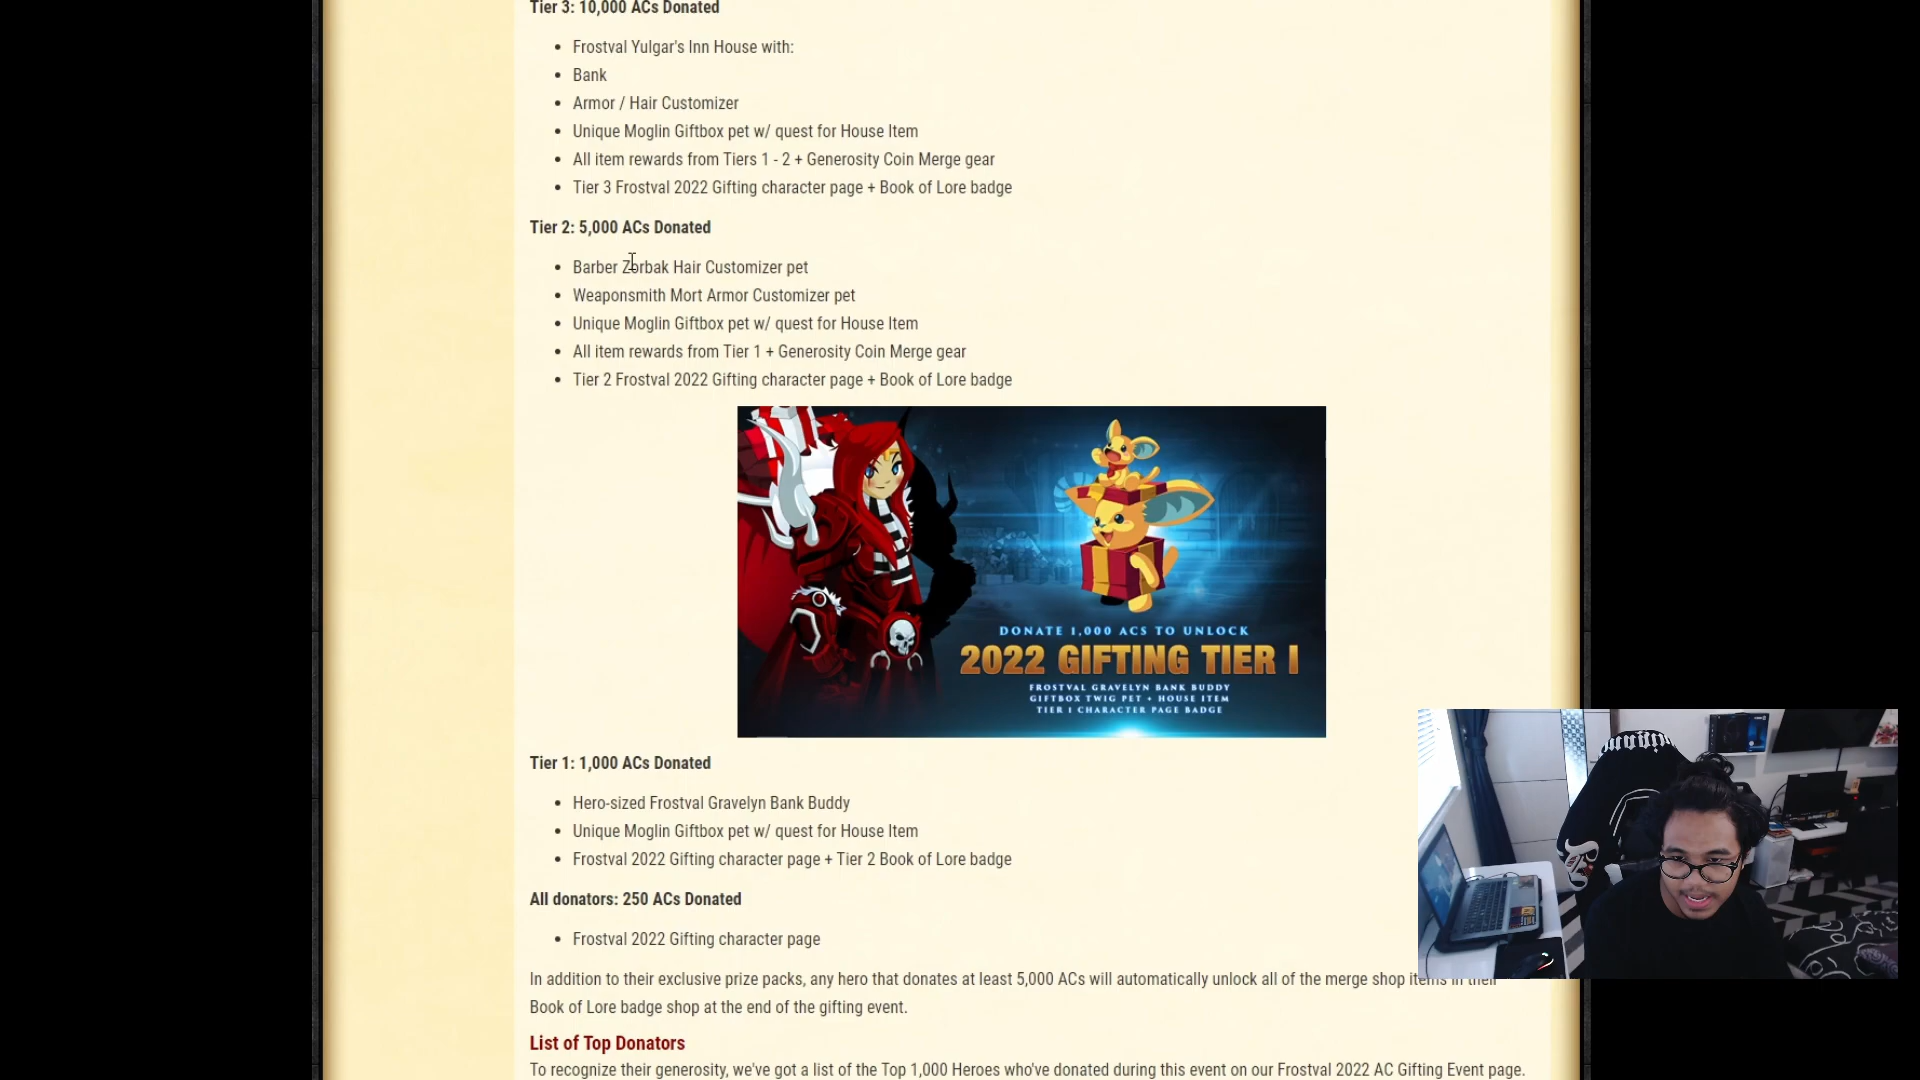 Tier 3: 10,000 ACs Donated
Frostval Yulgar's Inn House with:
Bank
Armor / Hair Customizer
Unique Moglin Giftbox pet w/ quest for House Item
All item rewards from Tiers 1 - 2 + Generosity Coin Merge gear
Tier 3 Frostval 2022 Gifting character page + Book of Lore badge
Tier 2: 5,000 ACs Donated
Barber Zorbak Hair Customizer pet
Weaponsmith Mort Armor Customizer pet
Unique Moglin Giftbox pet w/ quest for House Item
All item rewards from Tier 1 + Generosity Coin Merge gear
Tier 2 Frostval 2022 Gifting character page + Book of Lore badge
DONATE 1,000 ACS TO UNLOCK
2022 GIFTING TIER I
FROSTVAL GRAVELYN BANK BUDDY
GIFTBOX TWIG PET + HOUSE ITEM
TIER I CHARACTER PAGE BADGE
Tier 1: 1,000 ACs Donated
Hero-sized Frostval Gravelyn Bank Buddy
Unique Moglin Giftbox pet w/ quest for House Item
Frostval 2022 Gifting character page + Tier 2 Book of Lore badge
All donators: 250 ACs Donated
Frostval 2022 Gifting character page
In addition to their exclusive prize packs, any hero that donates at least 5,000 ACs will automatically unlock all of the merge shop items in their
Book of Lore badge shop at the end of the gifting event.
List of Top Donators
To recognize their generosity, we've got a list of the Top 1,000 Heroes who've donated during this event on our Frostval 2022 AC Gifting Event page.